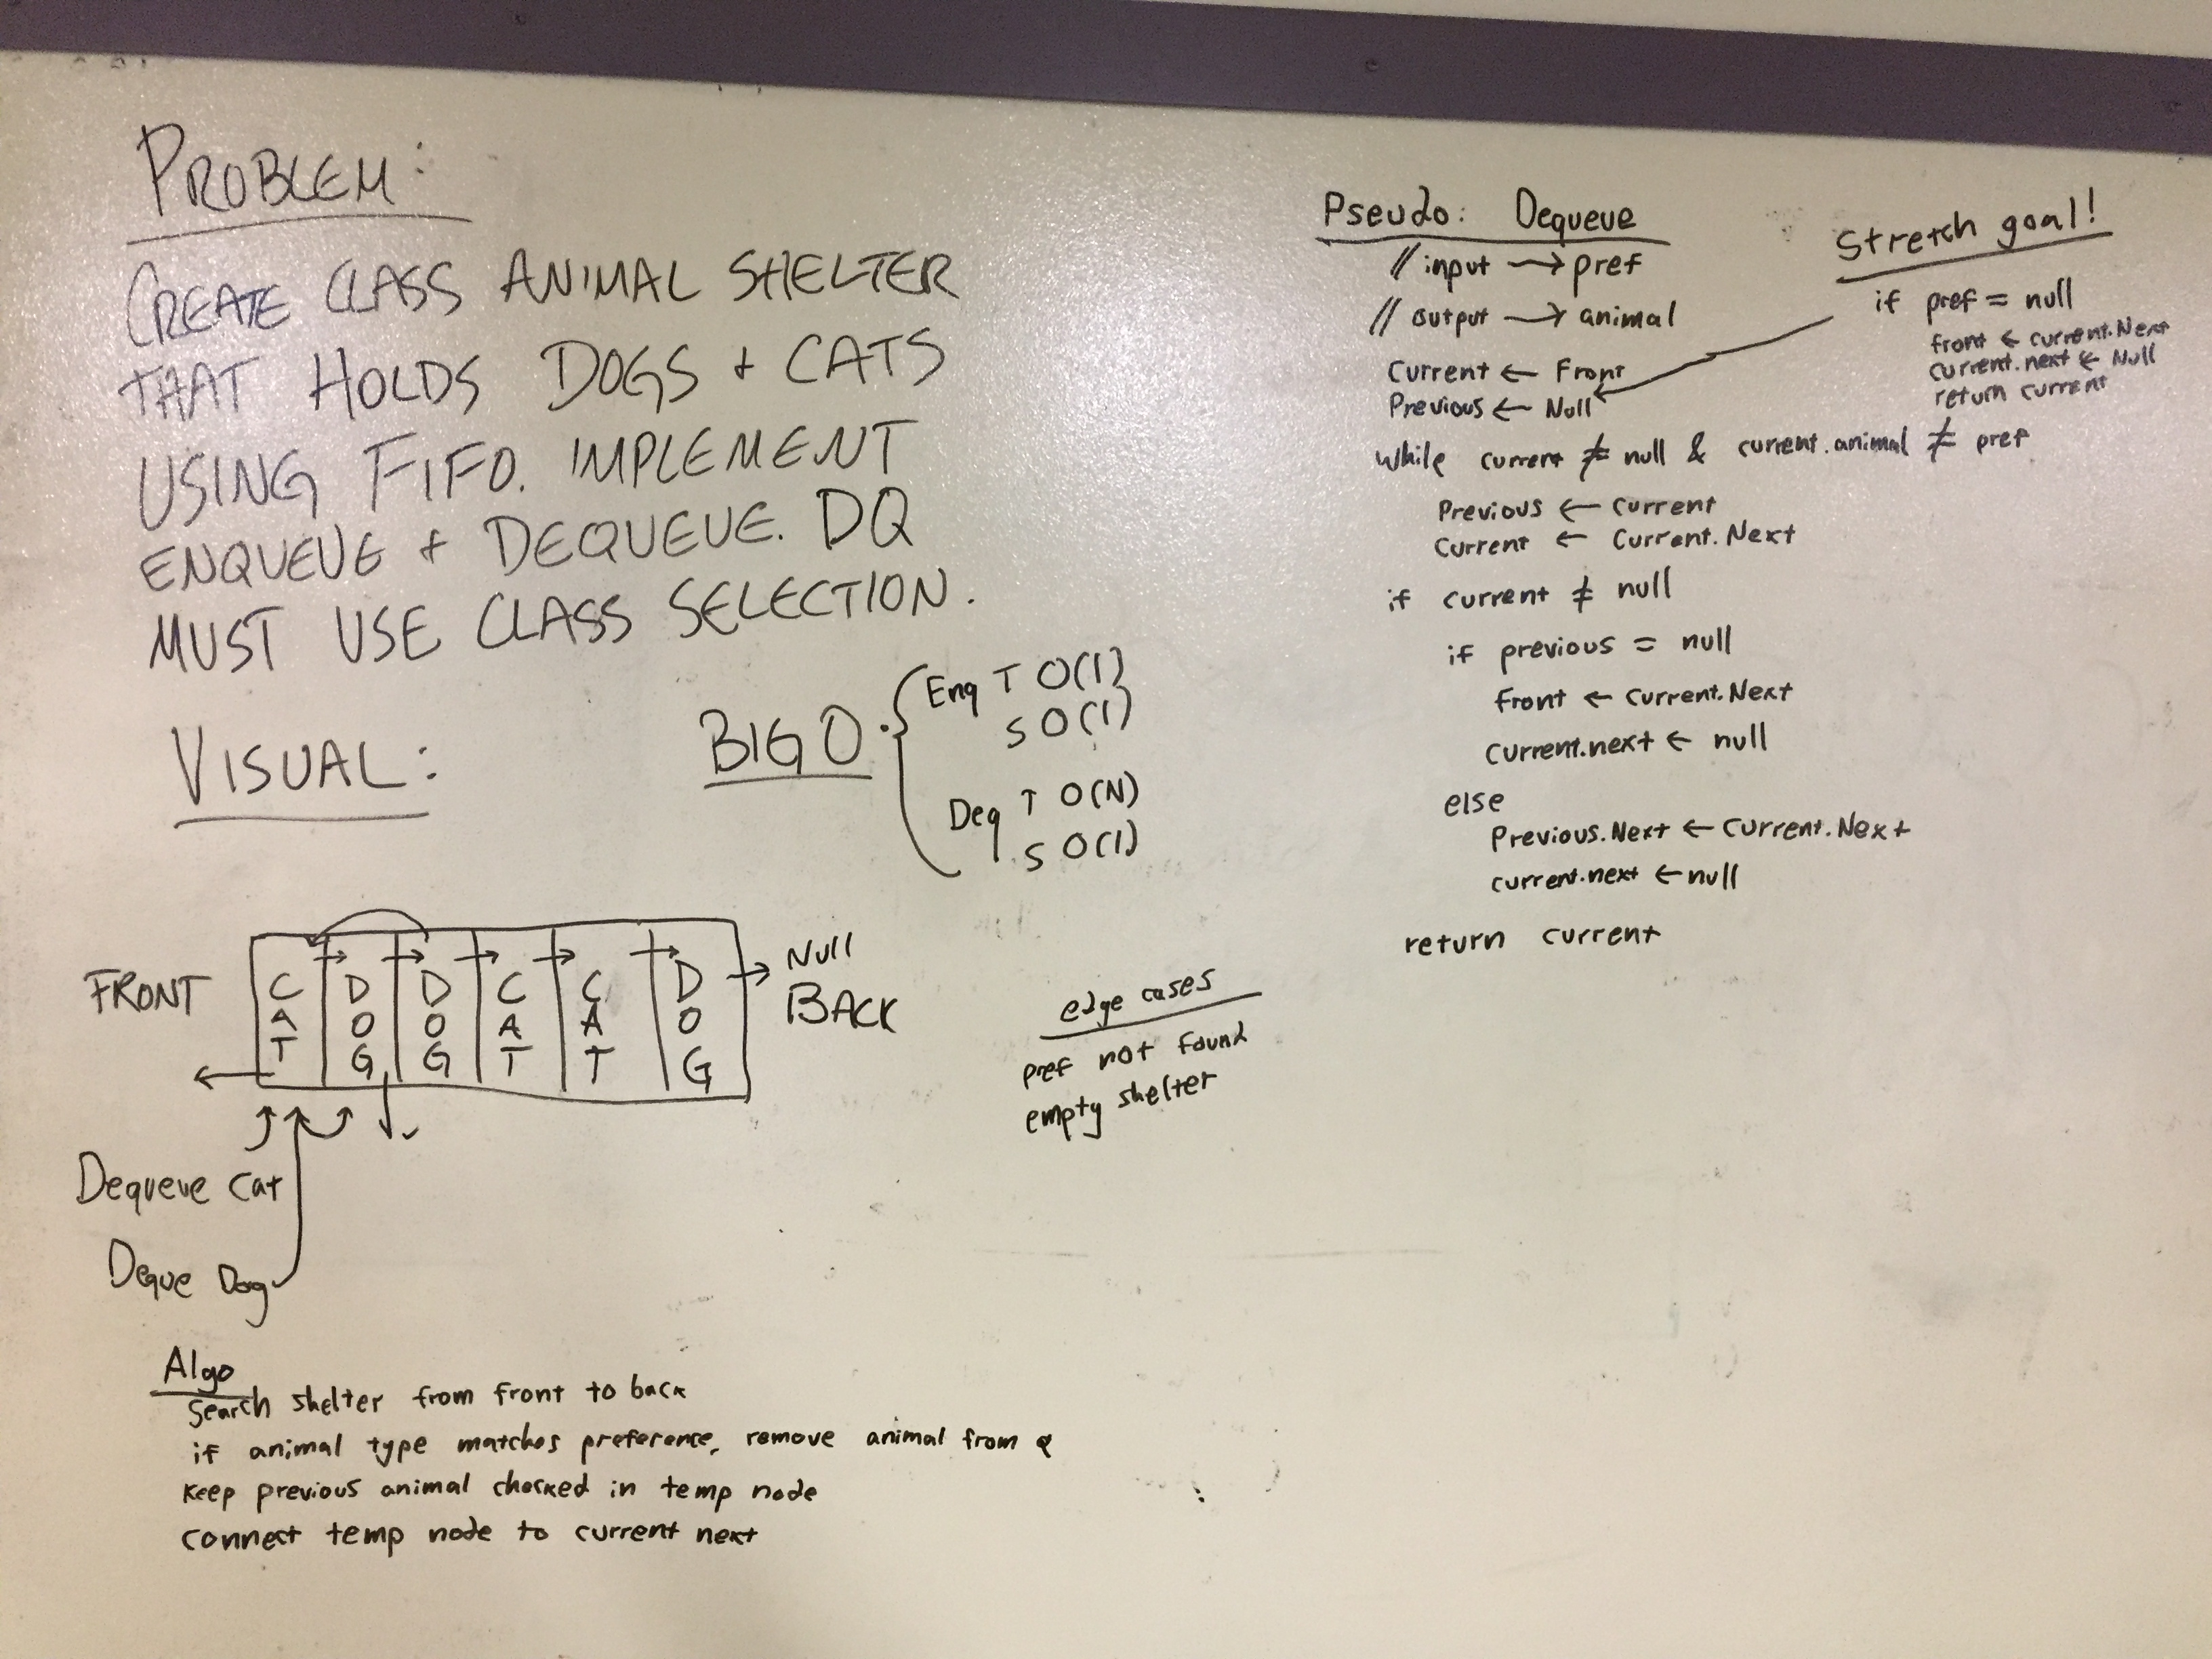 PROBLEM:
CREATE CLASS ANIMAL SHELTER
THAT HOLDS DOGS + CATS
USING FIFO. IMPLEMENT
ENQUEUE + DEQUEUE. DQ
MUST USE CLASS SELECTION.
BIG O
Enq T O(1)
S O(1)
Deq T O(N)
S O(1)
VISUAL:
FRONT
CAT
DOG
DOG
CAT
CAT
DOG
Null
BACK
Dequeue Cat
Deque Dog
edge cases
pref not found
empty shelter
Algo
Search shelter from front to back
if animal type matches preference, remove animal from Q
Keep previous animal checked in temp node
connect temp node to current next
Pseudo: Dequeue
// input → pref
// output → animal
Current ← Front
Previous ← Null
while current ≠ null & current.animal ≠ pref
Previous ← Current
Current ← Current.Next
if current ≠ null
if previous = null
Front ← Current.Next
Current.next ← null
else
Previous.Next ← Current.Next
current.next ← null
return current
Stretch goal!
if pref = null
front ← current.Next
current.next ← Null
return current